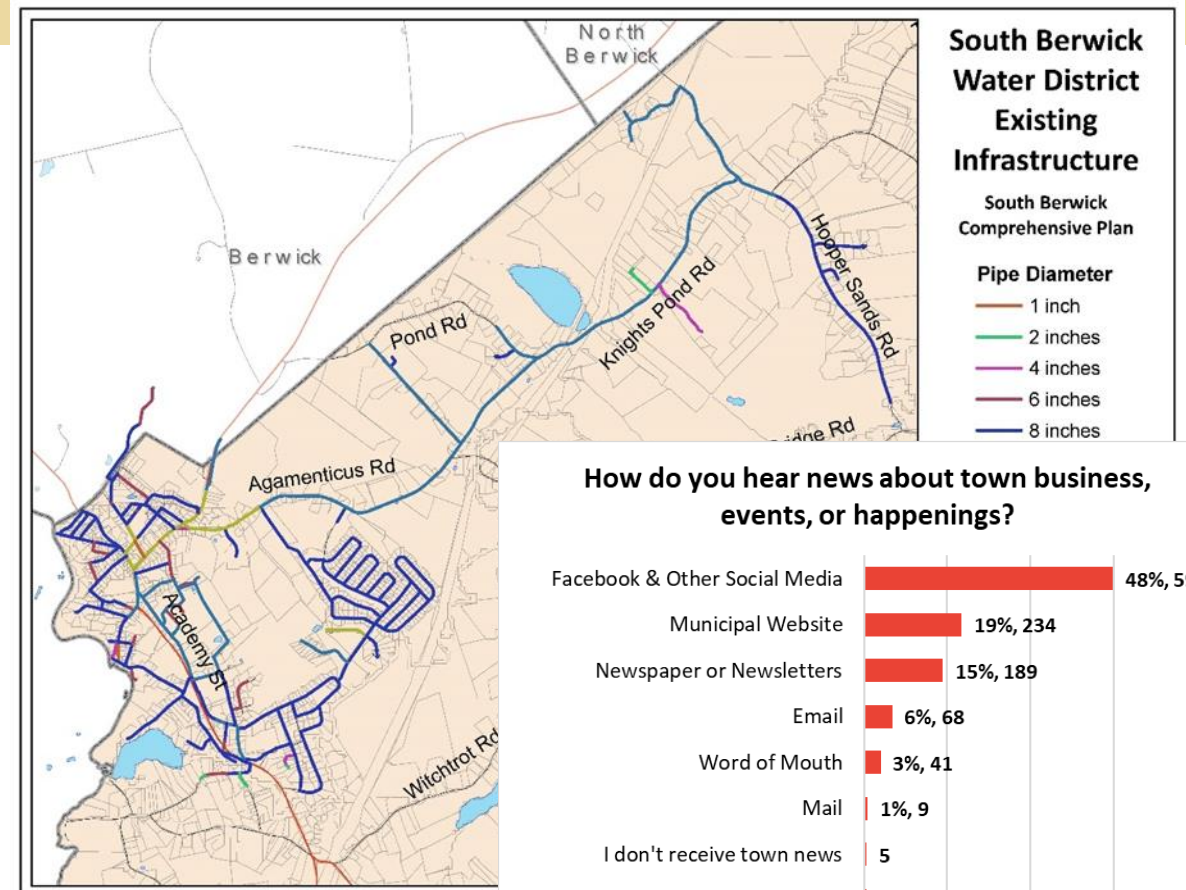 North
Berwick
Berwick
Pond Rd
Knights Pond Rd
Hooper Sands Rd
Agamenticus Rd
Academy St
Witchtrot Rd
Rd
South Berwick
Water District
Existing
Infrastructure
South Berwick
Comprehensive Plan
Pipe Diameter
1 inch
2 inches
4 inches
6 inches
8 inches
How do you hear news about town business,
events, or happenings?
Facebook & Other Social Media 48%, 5
Municipal Website 19%, 234
Newspaper or Newsletters 15%, 189
Email 6%, 68
Word of Mouth 3%, 41
Mail 1%, 9
I don't receive town news 5